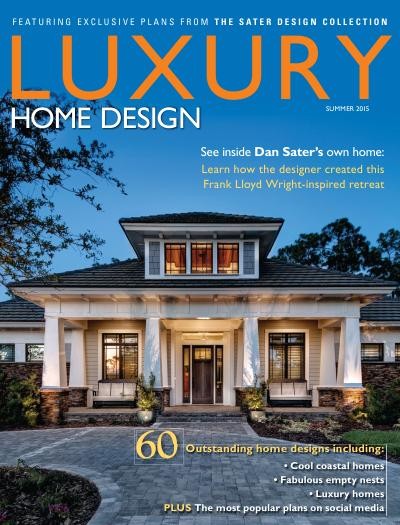 FEATURING EXCLUSIVE PLANS FROM THE SATER DESIGN COLLECTION
LUXURY
HOME DESIGN
SUMMER 2015
See inside Dan Sater's own home:
Learn how the designer created this
Frank Lloyd Wright-inspired retreat
60 Outstanding home designs including:
• Cool coastal homes
• Fabulous empty nests
• Luxury homes
PLUS The most popular plans on social media